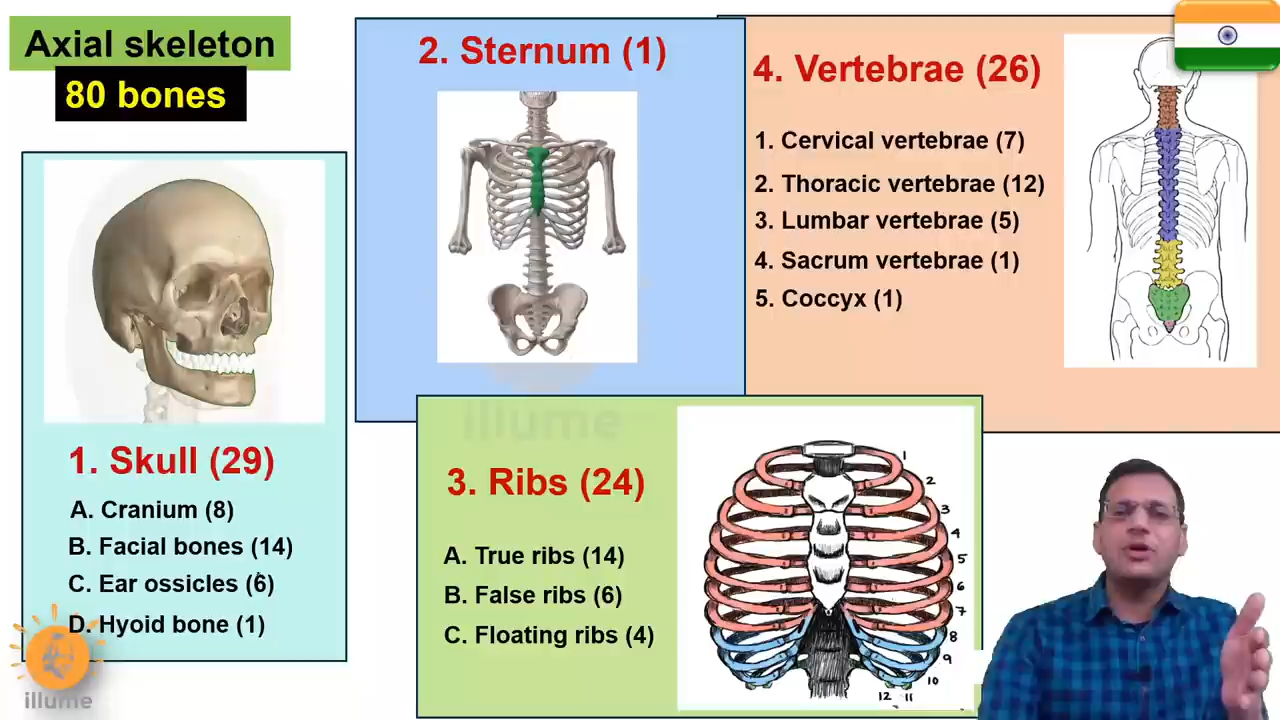 Axial skeleton
80 bones
1. Skull (29)
A. Cranium (8)
B. Facial bones (14)
C. Ear ossicles (6)
D. Hyoid bone (1)
illume
2. Sternum (1)
illume
3. Ribs (24)
A. True ribs (14)
B. False ribs (6)
C. Floating ribs (4)
1
2
3
4
5
6
7
8
9
10
12 11
4. Vertebrae (26)
1. Cervical vertebrae (7)
2. Thoracic vertebrae (12)
3. Lumbar vertebrae (5)
4. Sacrum vertebrae (1)
5. Coccyx (1)